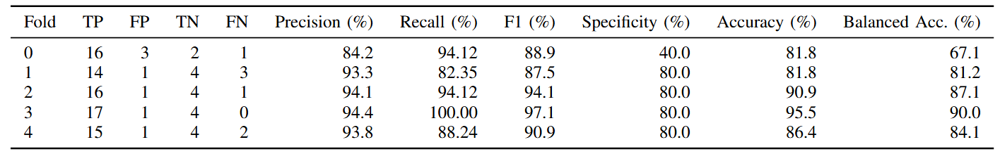 Fold TP FP TN FN Precision (%) Recall (%) F1 (%) Specificity (%) Accuracy (%) Balanced Acc. (%)
0 16 3 2 1 84.2 94.12 88.9 40.0 81.8 67.1
1 14 1 4 3 93.3 82.35 87.5 80.0 81.8 81.2
2 16 1 4 1 94.1 94.12 94.1 80.0 90.9 87.1
3 17 1 4 0 94.4 100.00 97.1 80.0 95.5 90.0
4 15 1 4 2 93.8 88.24 90.9 80.0 86.4 84.1